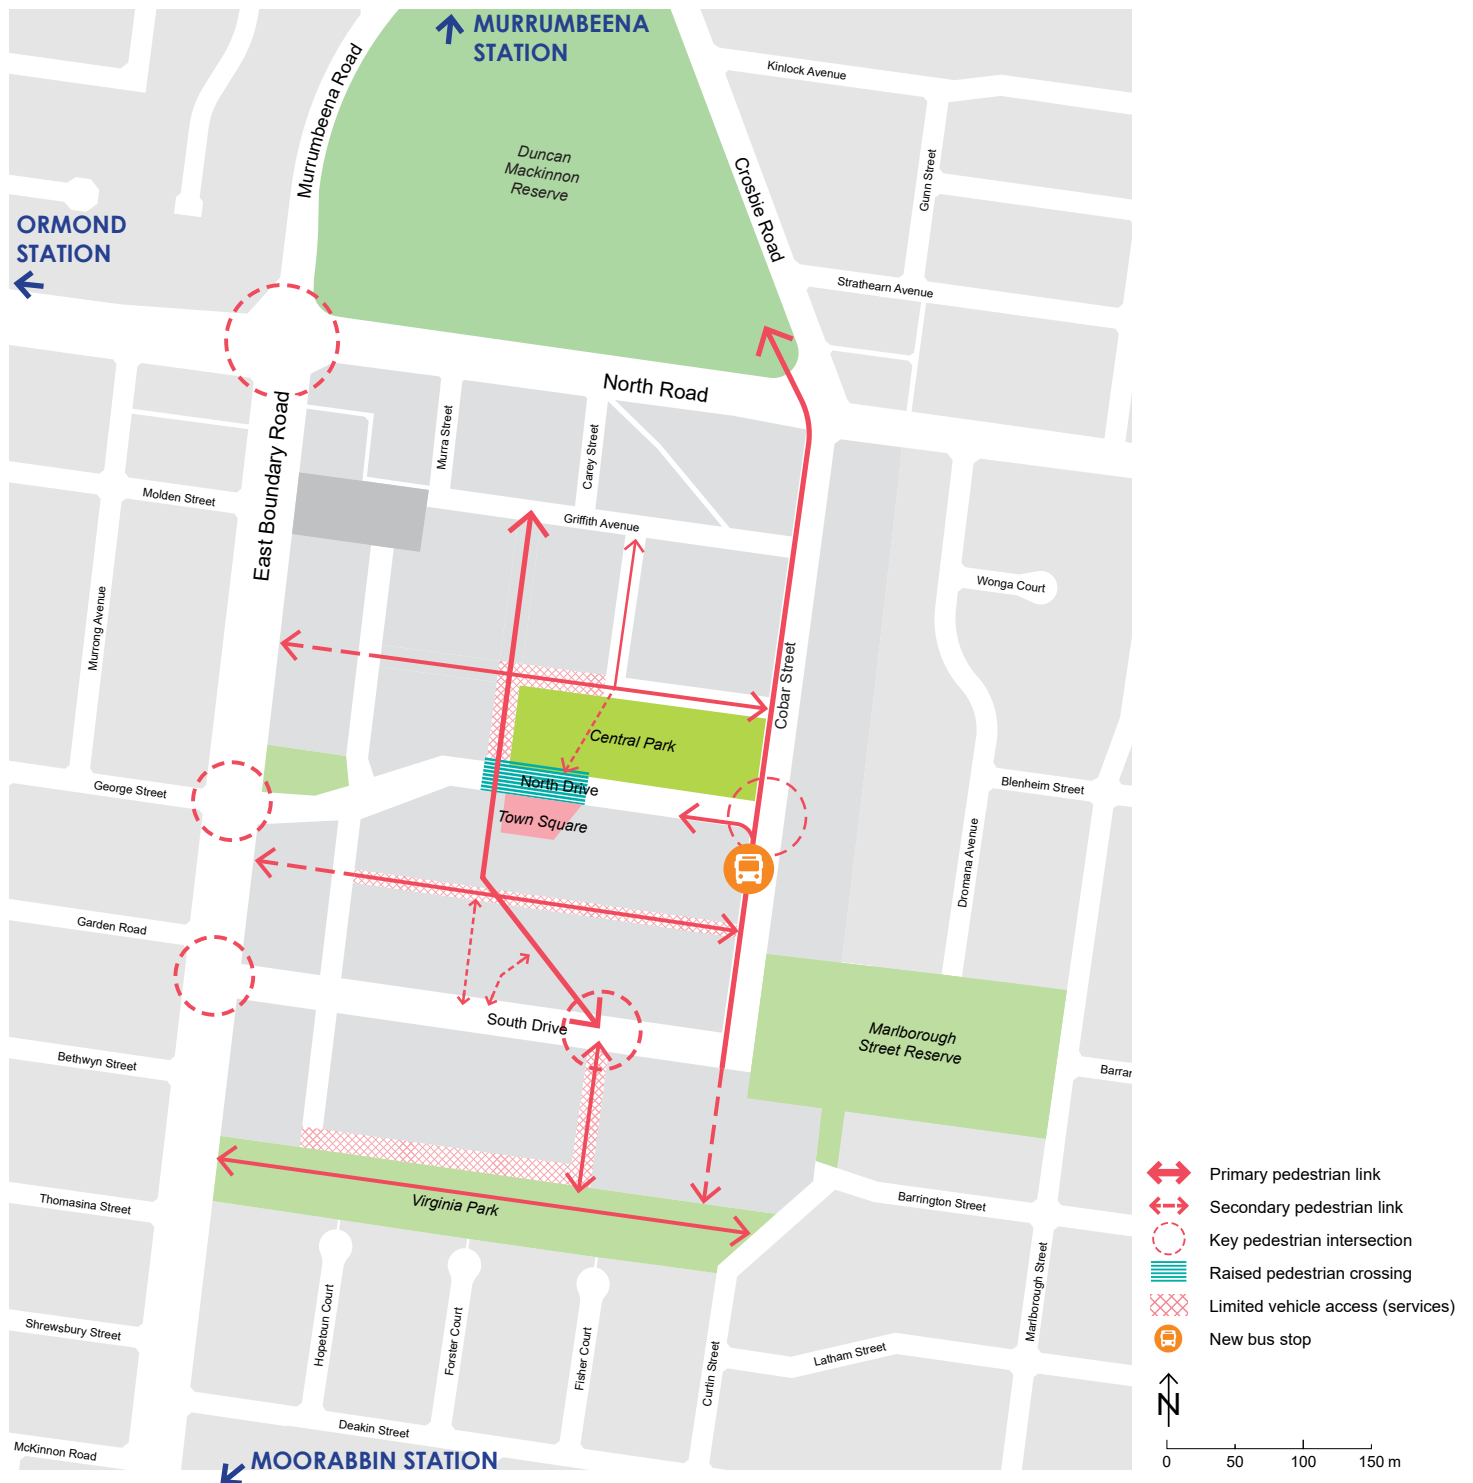 MURRUMBEENA
STATION
Kinlock Avenue
Murrumbeena Road
Duncan
Mackinnon
Reserve
Gunn Street
Crosbie Road
ORMOND
STATION
Strathearn Avenue
North Road
East Boundary Road
Murra Street
Carey Street
Molden Street
Griffith Avenue
Wonga Court
Murrong Avenue
Cobar Street
Central Park
George Street
North Drive
Blenheim Street
Town Square
Dromana Avenue
Garden Road
South Drive
Marlborough
Street Reserve
Bethwyn Street
Barrar
Thomasina Street
Virginia Park
Barrington Street
Hopetoun Court
Forster Court
Fisher Court
Curtin Street
Marlborough Street
Shrewsbury Street
Latham Street
Deakin Street
McKinnon Road
MOORABBIN STATION
Primary pedestrian link
Secondary pedestrian link
Key pedestrian intersection
Raised pedestrian crossing
Limited vehicle access (services)
New bus stop
N
0 50 100 150 m